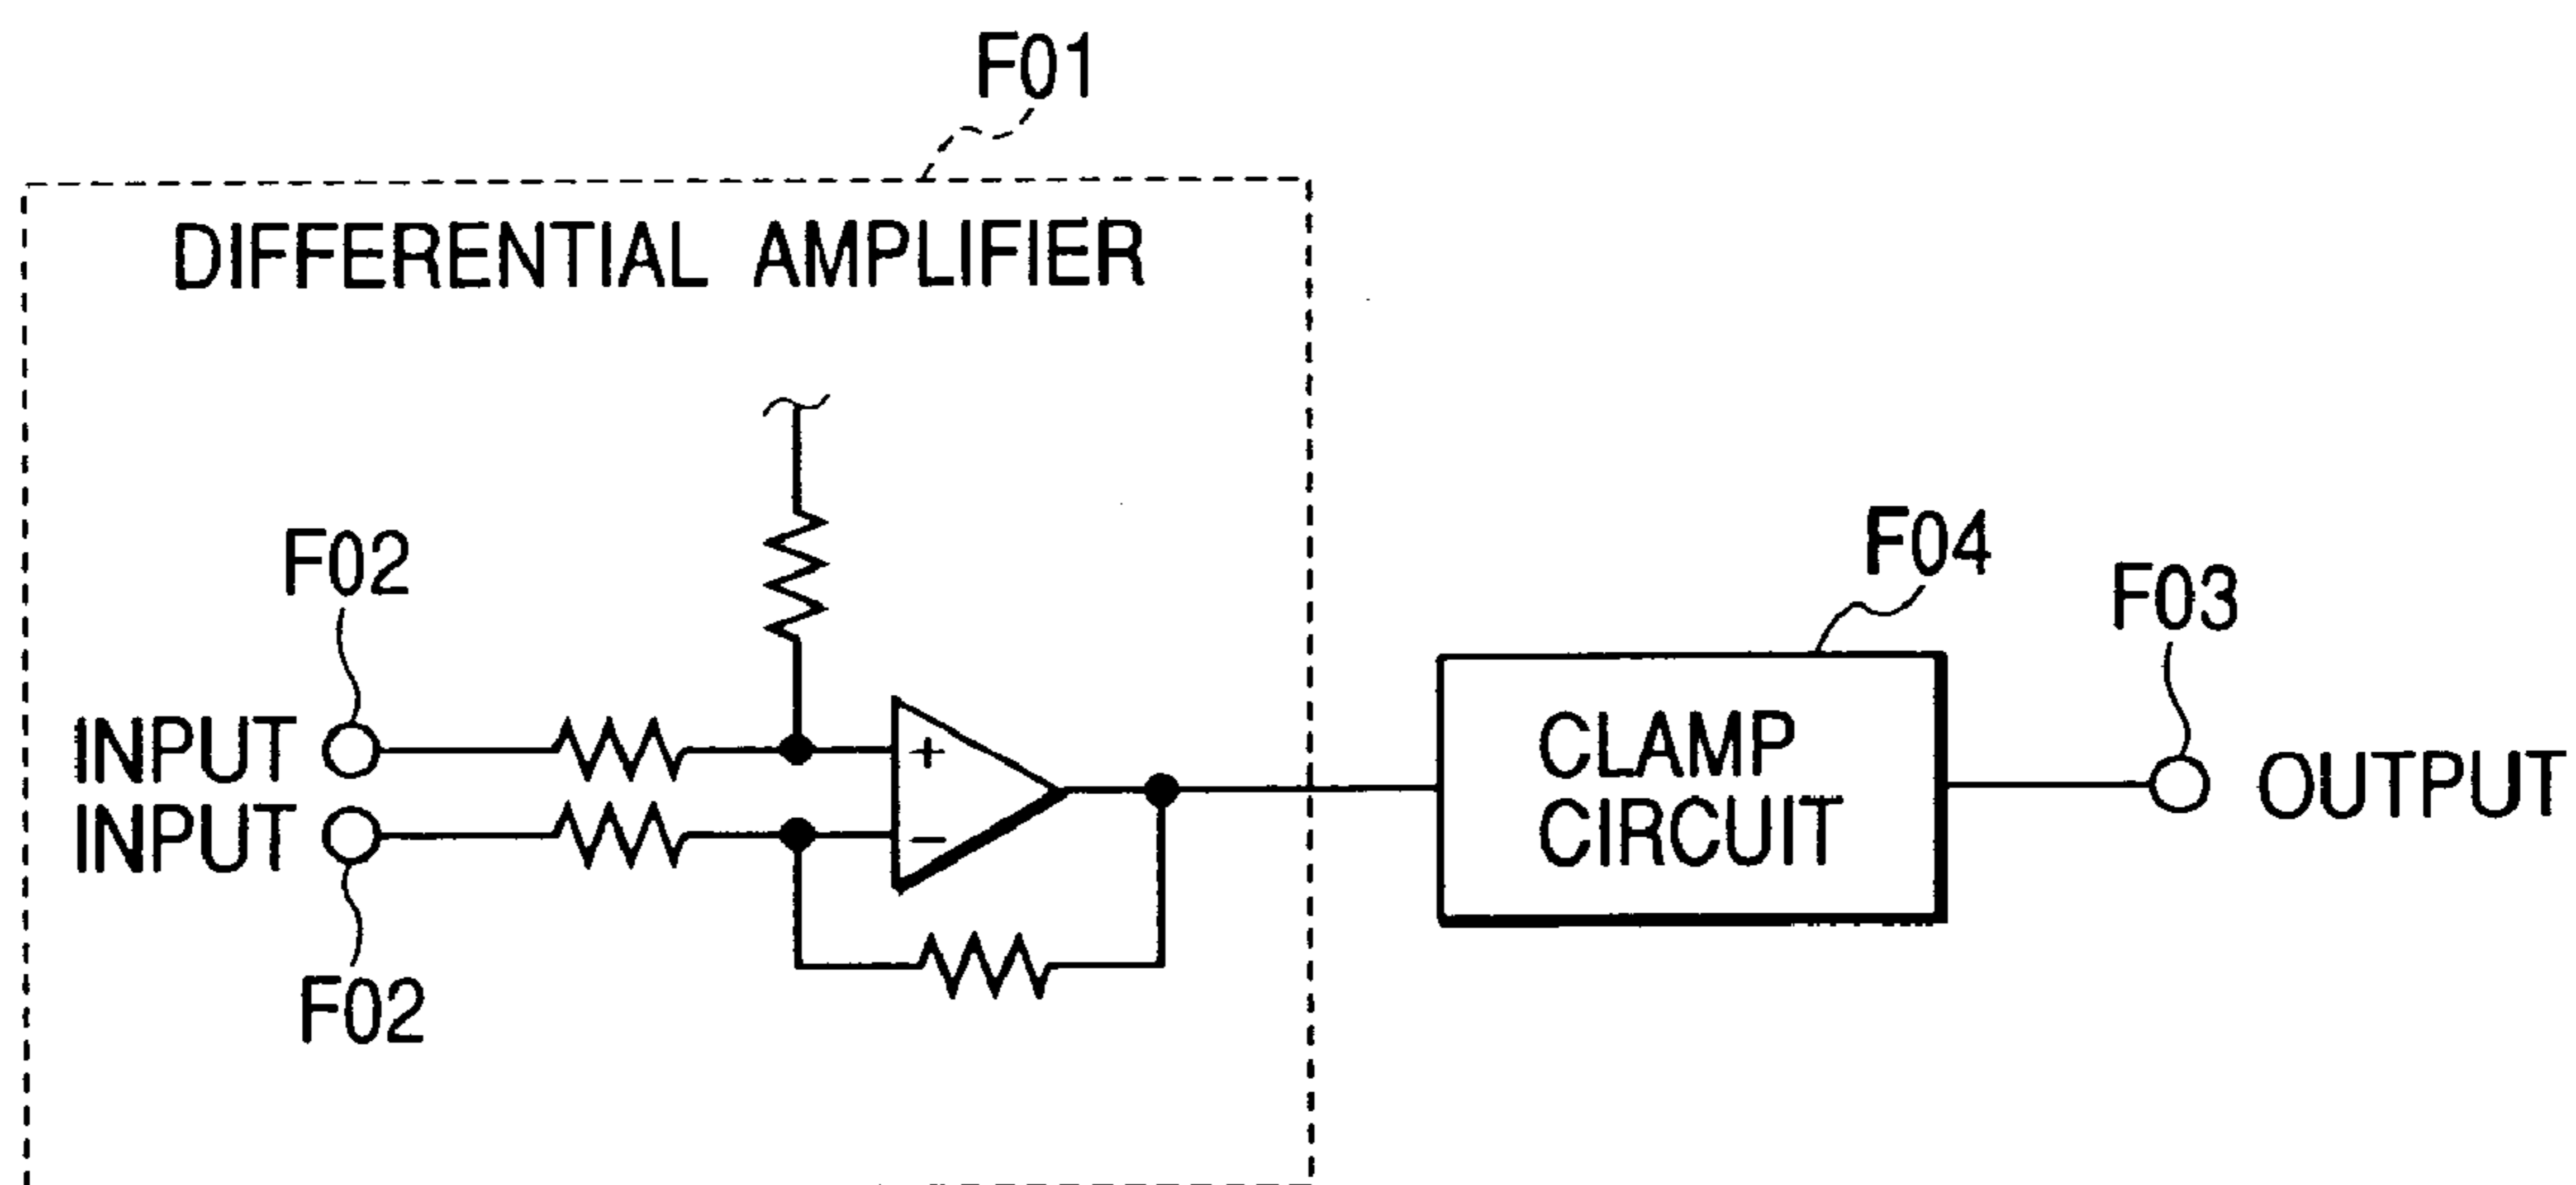 F01
DIFFERENTIAL AMPLIFIER
F02
F04
F03
INPUT
+
CLAMP
OUTPUT
INPUT
−
CIRCUIT
F02